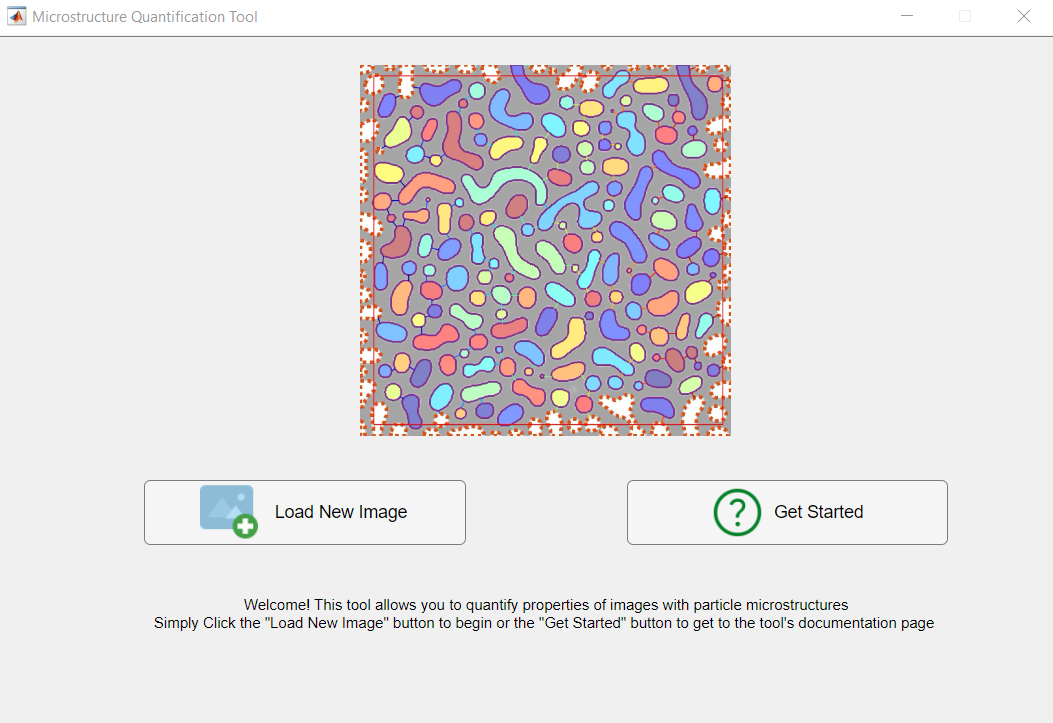 Microstructure Quantification Tool
Load New Image
Get Started
Welcome! This tool allows you to quantify properties of images with particle microstructures
Simply Click the "Load New Image" button to begin or the "Get Started" button to get to the tool's documentation page